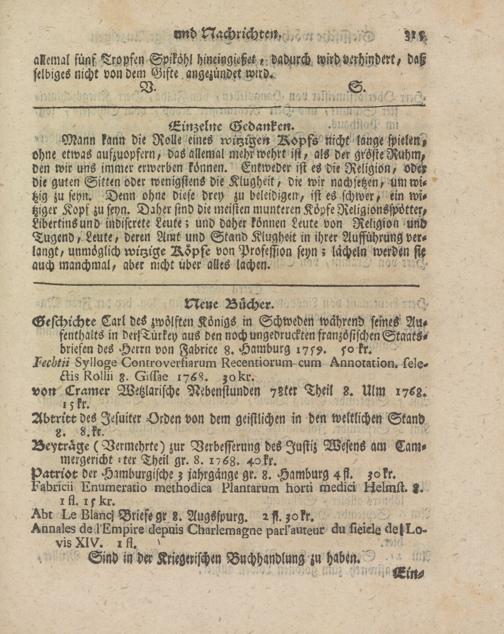 und Nachrichten. 315
allemal fünf Tropfen Spiköhl hineingießet, dadurch wird verhindert, daß
selbiges nicht von dem Gifte angezündet wird.
V. S.
Einzelne Gedanken.
Mann kann die Rolle eines witzigen Kopfs nicht lange spielen,
ohne etwas aufzuopfern, das allemal mehr wehrt ist, als der gröste Ruhm,
den wir uns immer erwerben können. Entweder ist es die Religion, oder
die guten Sitten oder wenigstens die Klugheit, die wir nachsetzen, um wi-
tzig zu seyn. Denn ohne diese drey zu beleidigen, ist es schwer, ein wi-
tziger Kopf zu seyn. Daher sind die meisten munteren Köpfe Religionsspötter,
Libertins und indiscrete Leute; und daher können Leute von Religion und
Tugend, Leute, deren Amt und Stand Klugheit in ihrer Aufführung ver-
langt, unmöglich witzige Köpfe von Profession seyn; lächeln werden sie
auch manchmal, aber nicht über alles lachen.
Neue Bücher.
Geschichte Carl des zwölften Königs in Schweden während seines Au-
fenthalts in der Türkey aus den noch ungedruckten französischen Staats-
briefen des Herrn von Fabrice 8. Hamburg 1759. 50 kr.
Fechtii Sylloge Controversiarum Recentiorum cum Annotation. sele-
ctis Rollii 8. Gissae 1768. 30 kr.
von Cramer Wetzlarische Nebenstunden 78ter Theil 8. Ulm 1768.
15 kr.
Abtritt des Jesuiter Orden von dem geistlichen in den weltlichen Stand
8. 8. kr.
Beyträge (Vermehrte) zur Verbesserung des Justiz Wesens am Cam-
mergericht 1ter Theil gr. 8. 1768. 40 kr.
Patriot der Hamburgische 3 jahrgänge gr. 8. Hamburg 4 fl. 30 kr.
Fabricii Enumeratio methodica Plantarum horti medici Helmst. 8.
1 fl. 15 kr.
Abt Le Blanc Briefe gr 8. Augspurg. 2 fl. 30 kr.
Annales de l'Empire depuis Charlemagne par l'auteur du sieicle de Lo-
vis XIV. 1 fl.
Sind in der Kriegerischen Buchhandlung zu haben.
Ein-